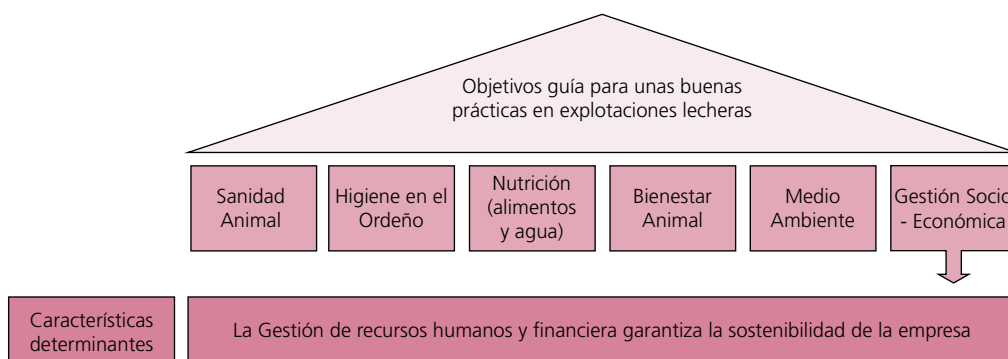 Objetivos guía para unas buenas
prácticas en explotaciones lecheras
Sanidad
Animal
Higiene en el
Ordeño
Nutrición
(alimentos
y agua)
Bienestar
Animal
Medio
Ambiente
Gestión Socio
- Económica
Características
determinantes
La Gestión de recursos humanos y financiera garantiza la sostenibilidad de la empresa